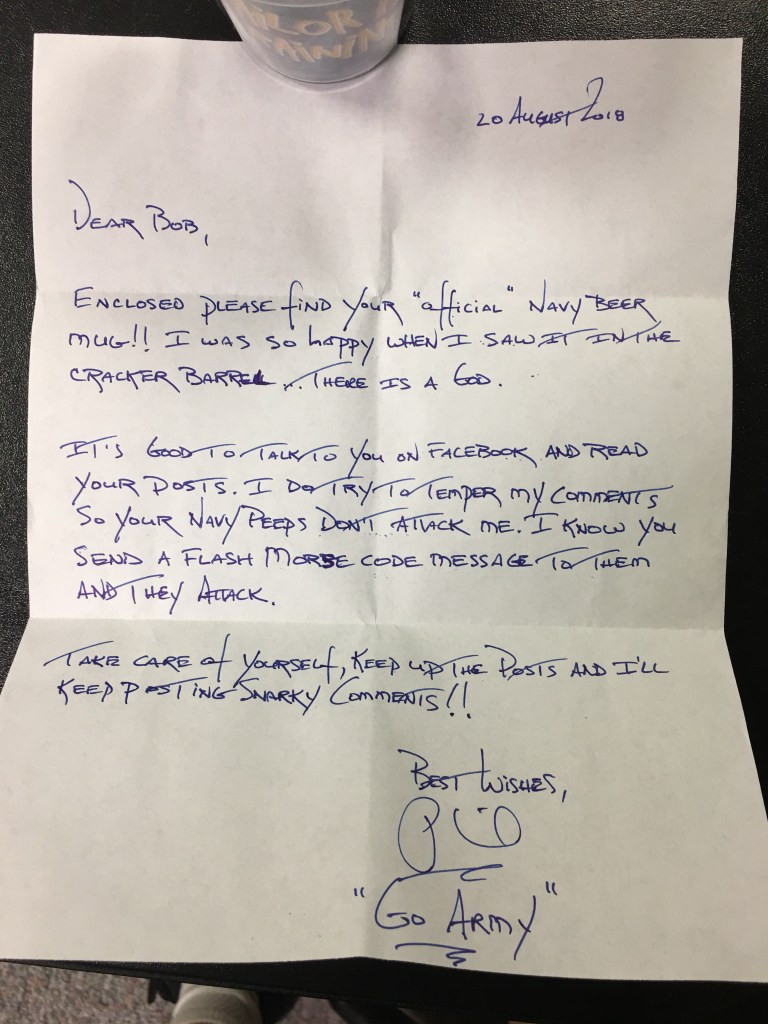 20 August 2018
Dear Bob,
Enclosed please find your "official" Navy Beer
mug!! I was so happy when I saw it in the
Cracker Barrel... There is a God.
It's good to talk to you on Facebook and read
your posts. I do try to temper my comments
so your Navy Peeps don't attack me. I know you
send a flash Morse code message to them
and they attack.
Take care of yourself, keep up the posts and I'll
keep posting snarky comments!!
Best Wishes,
"Go Army"